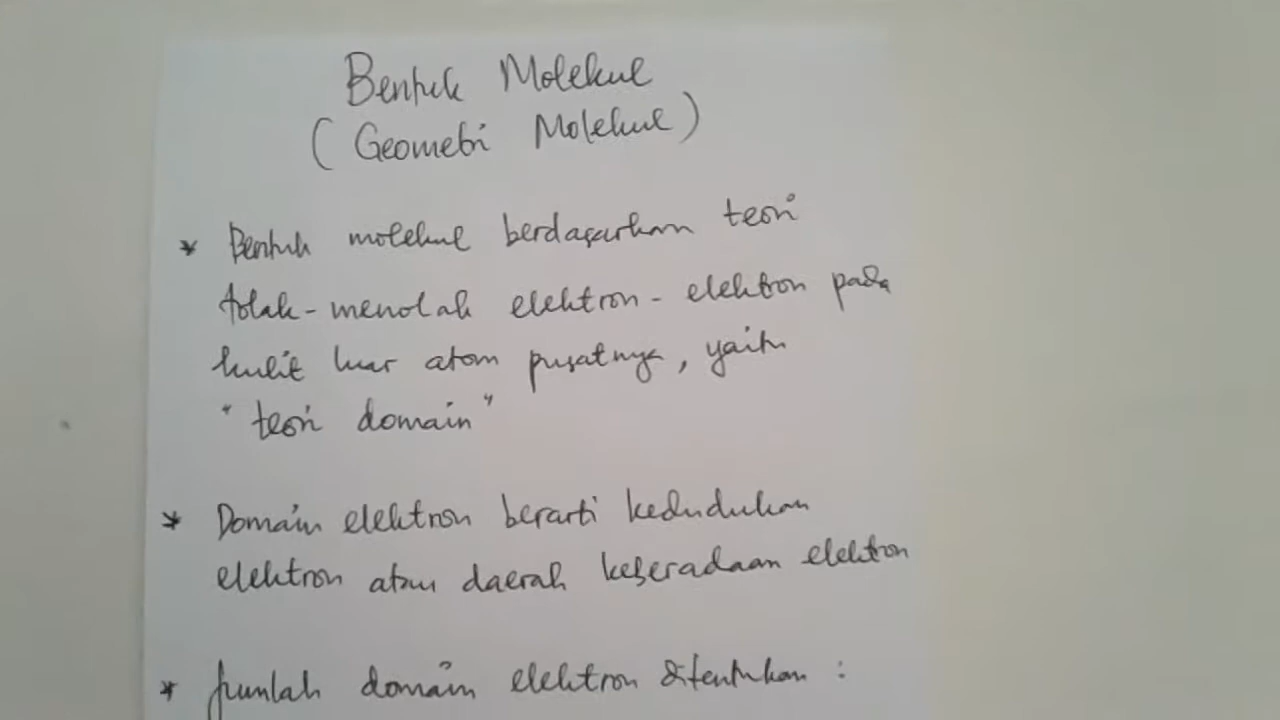 Bentuk Molekul
(Geometri Molekul)
* Bentuk molekul berdasarkan teori
tolak-menolak elektron-elektron pada
kulit luar atom pusatnya, yaitu
"teori domain"
* Domain elektron berarti kedudukan
elektron atau daerah keberadaan elektron
* Jumlah domain elektron ditentukan :